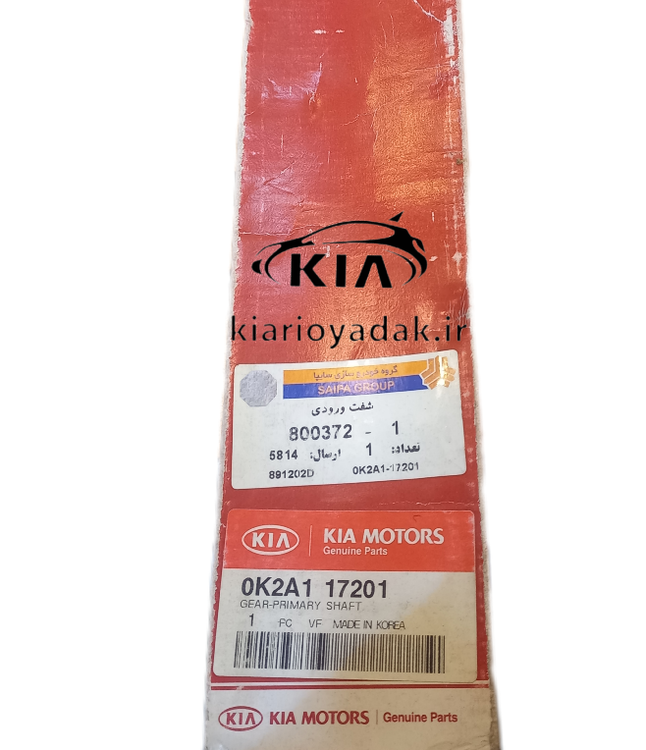 KIA
kiarioyadak.ir
گروه خودروسازی سایپا
SAIPA GROUP
شفت ورودی
800372 - 1
تعداد: 1 ارسال: 5814
891202D 0K2A1-17201
KIA KIA MOTORS
Genuine Parts
0K2A1 17201
GEAR-PRIMARY SHAFT
1 PC VF MADE IN KOREA
KIA KIA MOTORS Genuine Parts